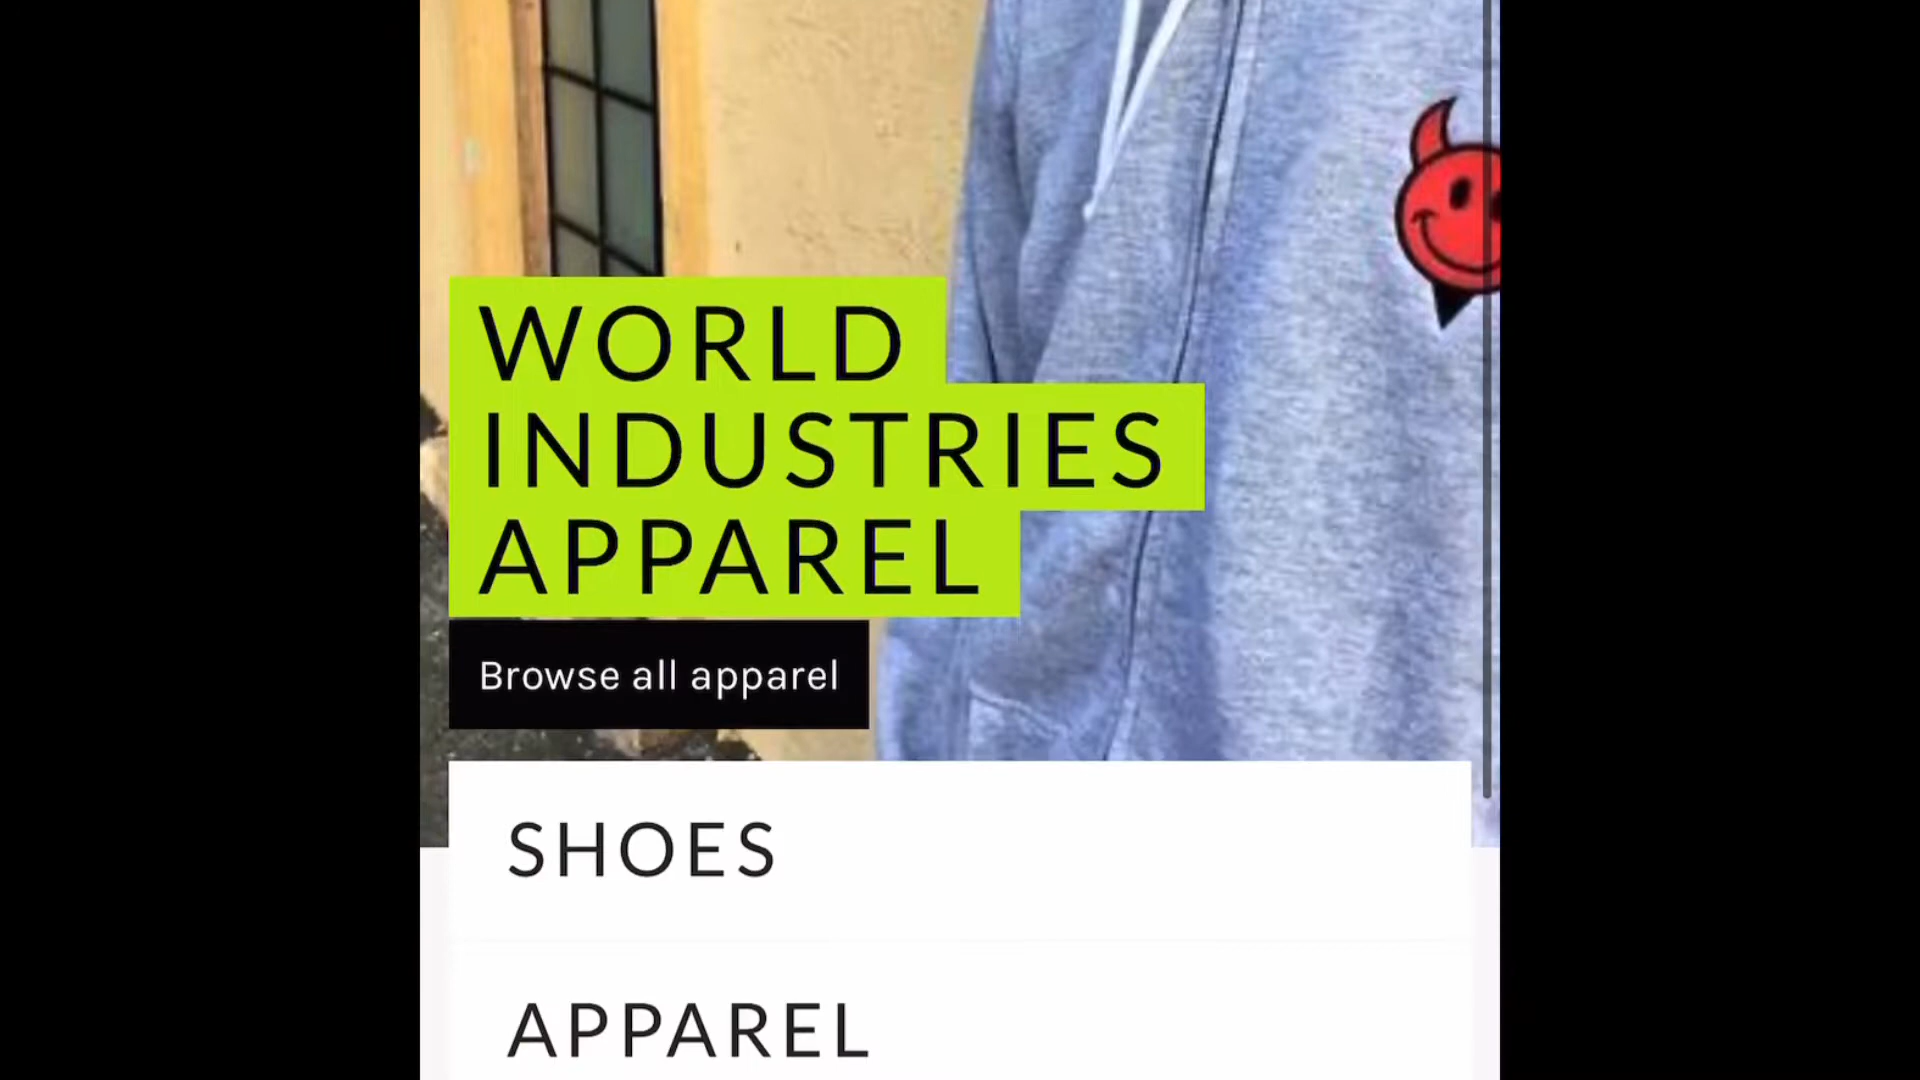 WORLD
INDUSTRIES
APPAREL
Browse all apparel
SHOES
APPAREL